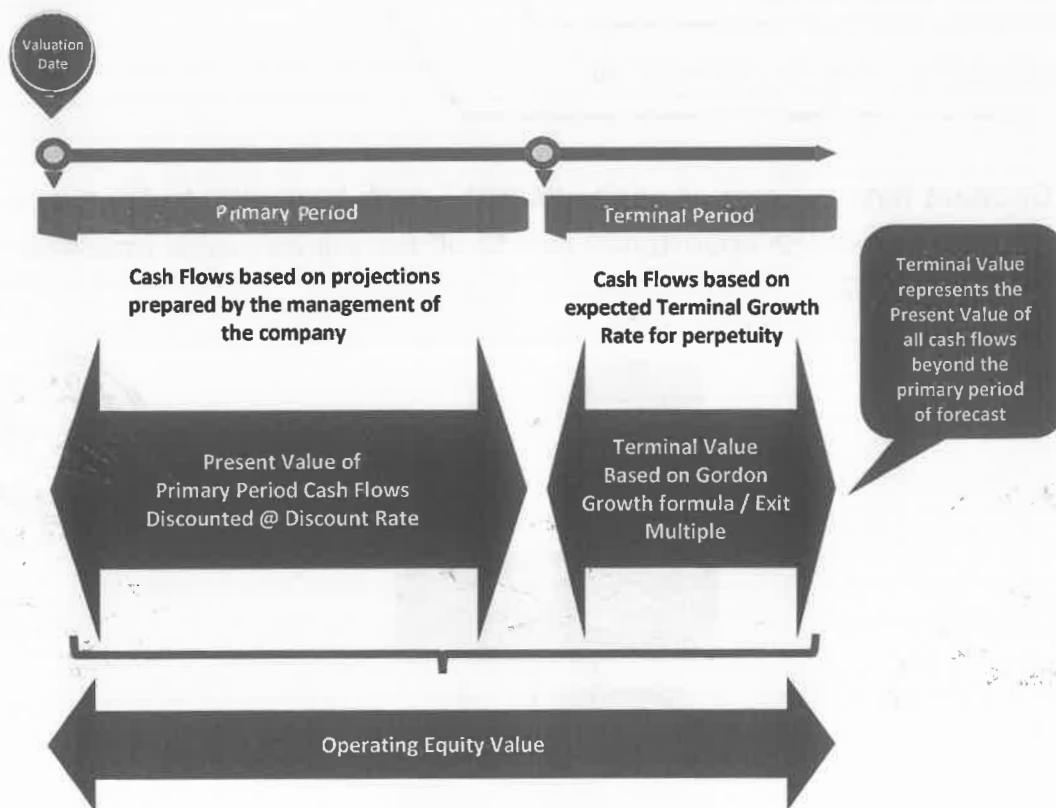 Valuation
Date
Primary Period
Terminal Period
Cash Flows based on projections
prepared by the management of
the company
Cash Flows based on
expected Terminal Growth
Rate for perpetuity
Terminal Value
represents the
Present Value of
all cash flows
beyond the
primary period
of forecast
Present Value of
Primary Period Cash Flows
Discounted @ Discount Rate
Terminal Value
Based on Gordon
Growth formula / Exit
Multiple
Operating Equity Value